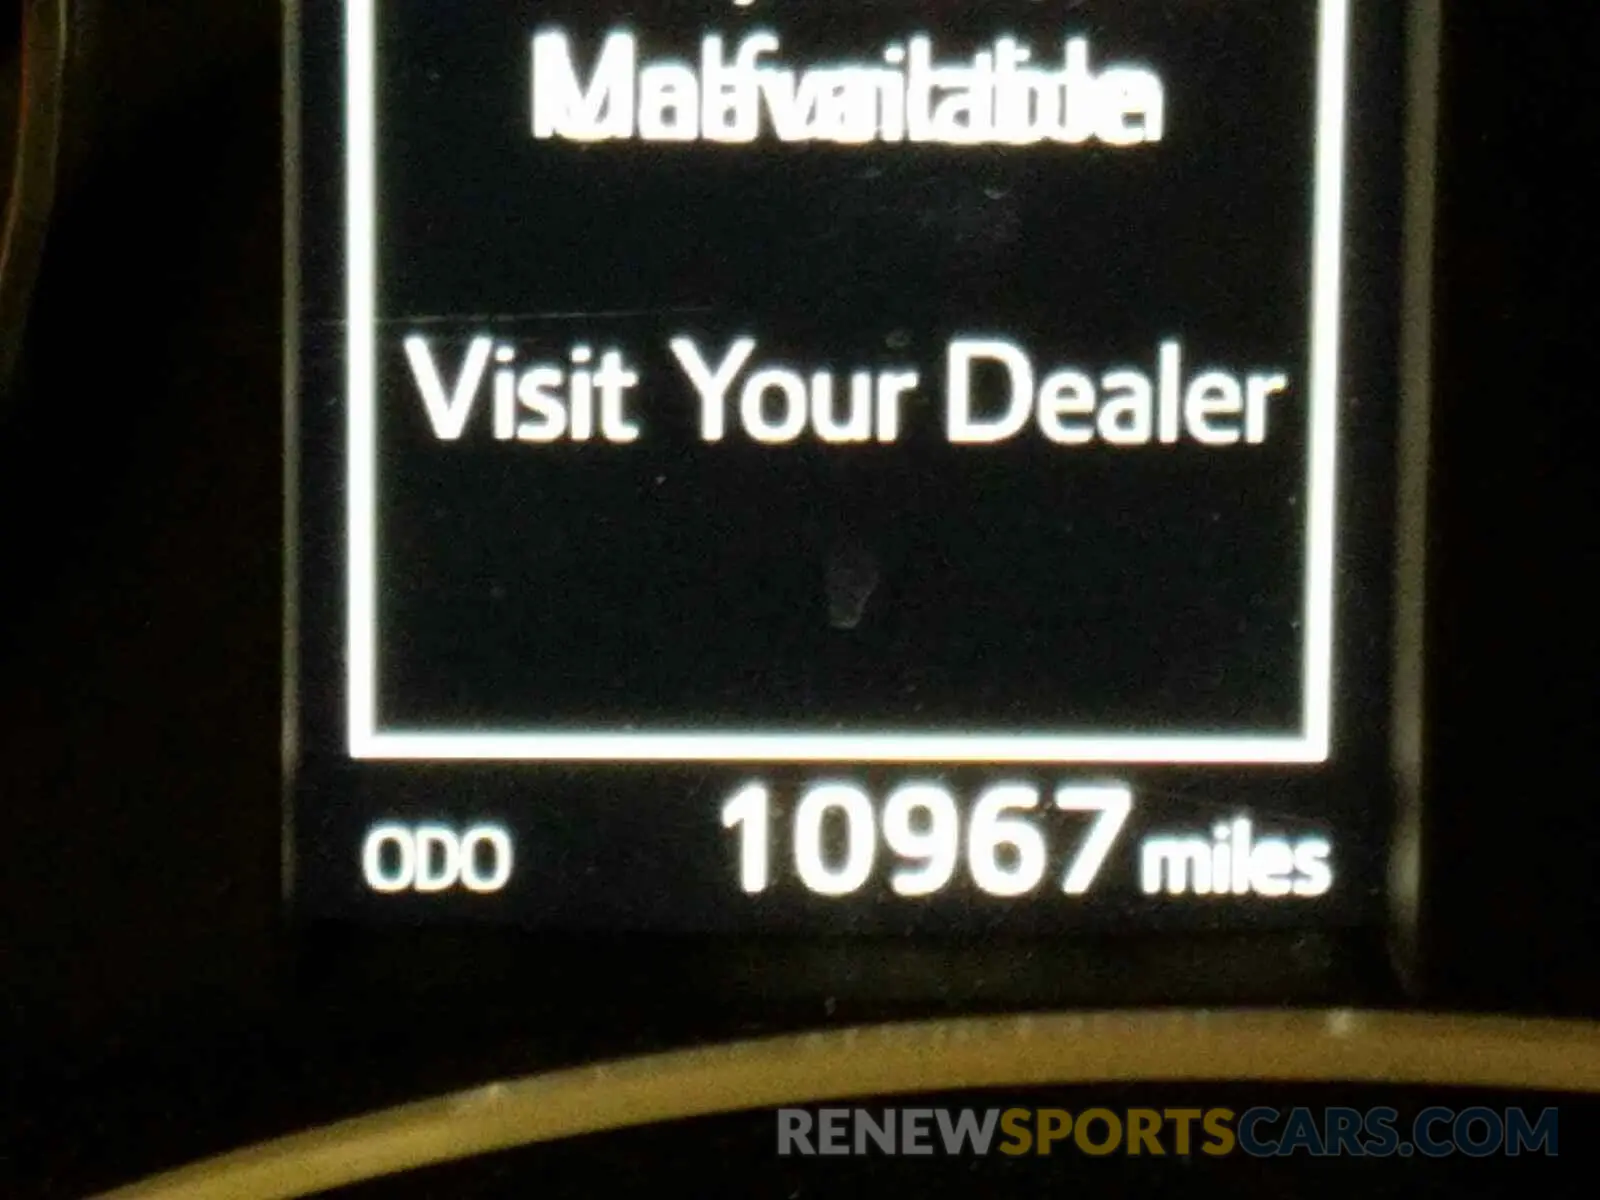 Visit Your Dealer
ODO 10967 miles
RENEWSPORTSCARS.COM